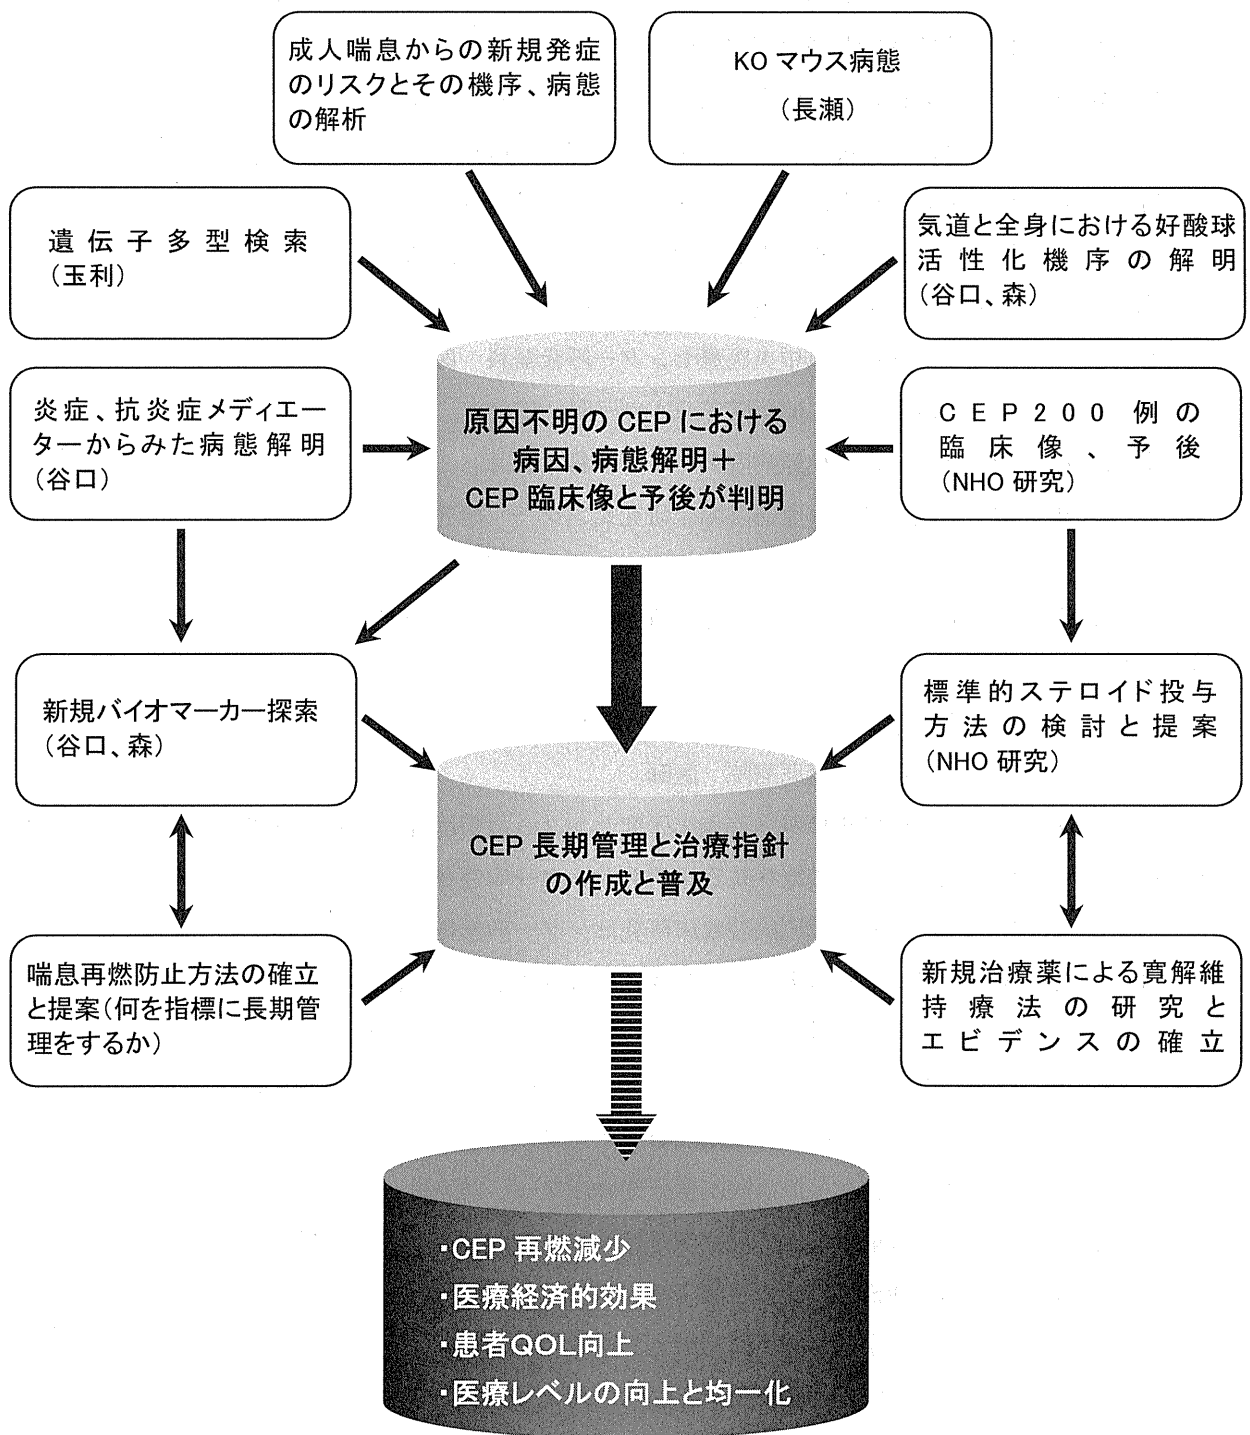 成人喘息からの新規発症
のリスクとその機序、病態
の解析
KO マウス病態
（長瀬）
遺伝子多型検索
（玉利）
気道と全身における好酸球
活性化機序の解明
（谷口、森）
炎症、抗炎症メディエー
ターからみた病態解明
（谷口）
原因不明の CEP における
病因、病態解明＋
CEP 臨床像と予後が判明
CEP200 例の
臨床像、予後
（NHO 研究）
新規バイオマーカー探索
（谷口、森）
標準的ステロイド投与
方法の検討と提案
（NHO 研究）
CEP 長期管理と治療指針
の作成と普及
喘息再燃防止方法の確立
と提案（何を指標に長期管
理をするか）
新規治療薬による寛解維
持療法の研究と
エビデンスの確立
・CEP 再燃減少
・医療経済的効果
・患者QOL向上
・医療レベルの向上と均一化